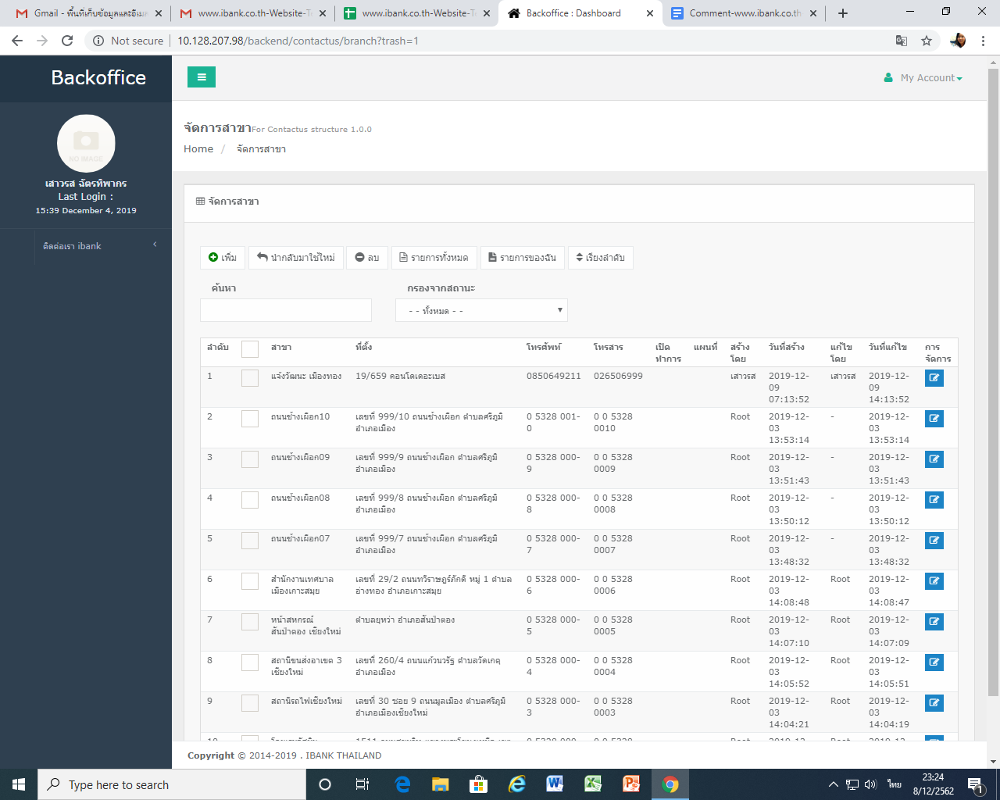 Gmail - พื้นที่เก็บข้อมูลและอีเมล
www.ibank.co.th-Website-T
www.ibank.co.th-Website-T
Backoffice : Dashboard
Comment-www.ibank.co.th
Not secure 10.128.207.98/backend/contactus/branch?trash=1
Backoffice
My Account
NO IMAGE
เสาวรส ฉัตรทิพากร
Last Login :
15:39 December 4, 2019
ติดต่อเรา ibank
จัดการสาขา For Contactus structure 1.0.0
Home / จัดการสาขา
จัดการสาขา
เพิ่ม นำกลับมาใช้ใหม่ ลบ รายการทั้งหมด รายการของฉัน เรียงลำดับ
ค้นหา กรองจากสถานะ
- - ทั้งหมด - -
ลำดับ สาขา ที่ตั้ง โทรศัพท์ โทรสาร เปิด แผนที่ สร้าง วันที่สร้าง แก้ไข วันที่แก้ไข การ
ทำการ โดย โดย จัดการ
1 แจ้งวัฒนะ เมืองทอง 19/659 คอนโดเดอะเบส 0850649211 026506999 เสาวรส 2019-12- เสาวรส 2019-12-
09 09
07:13:52 14:13:52
2 ถนนช้างเผือก10 เลขที่ 999/10 ถนนช้างเผือก ตำบลศรีภูมิ 0 5328 001- 0 0 5328 Root 2019-12- - 2019-12-
อำเภอเมือง 0 0010 03 03
13:53:14 13:53:14
3 ถนนช้างเผือก09 เลขที่ 999/9 ถนนช้างเผือก ตำบลศรีภูมิ 0 5328 000- 0 0 5328 Root 2019-12- - 2019-12-
อำเภอเมือง 9 0009 03 03
13:51:43 13:51:43
4 ถนนช้างเผือก08 เลขที่ 999/8 ถนนช้างเผือก ตำบลศรีภูมิ 0 5328 000- 0 0 5328 Root 2019-12- - 2019-12-
อำเภอเมือง 8 0008 03 03
13:50:12 13:50:12
5 ถนนช้างเผือก07 เลขที่ 999/7 ถนนช้างเผือก ตำบลศรีภูมิ 0 5328 000- 0 0 5328 Root 2019-12- - 2019-12-
อำเภอเมือง 7 0007 03 03
13:48:32 13:48:32
6 สำนักงานเทศบาล เลขที่ 29/2 ถนนทวีราษฎร์ภักดี หมู่ 1 ตำบล 0 5328 000- 0 0 5328 Root 2019-12- Root 2019-12-
เมืองเกาะสมุย อ่างทอง อำเภอเกาะสมุย 6 0006 03 03
14:08:48 14:08:47
7 หน้าสหกรณ์ ตำบลยุหว่า อำเภอสันป่าตอง 0 5328 000- 0 0 5328 Root 2019-12- Root 2019-12-
สันป่าตอง เชียงใหม่ 5 0005 03 03
14:07:10 14:07:09
8 สถานีขนส่งอาเขต 3 เลขที่ 260/4 ถนนแก้วนวรัฐ ตำบลวัดเกตุ 0 5328 000- 0 0 5328 Root 2019-12- Root 2019-12-
เชียงใหม่ อำเภอเมือง 4 0004 03 03
14:05:52 14:05:51
9 สถานีรถไฟเชียงใหม่ เลขที่ 30 ซอย 9 ถนนมูลเมือง ตำบลศรีภูมิ 0 5328 000- 0 0 5328 Root 2019-12- Root 2019-12-
อำเภอเมืองเชียงใหม่ 3 0003 03 03
14:04:21 14:04:19
Copyright © 2014-2019 . IBANK THAILAND
Type here to search
ไทย
23:24
8/12/2562
1